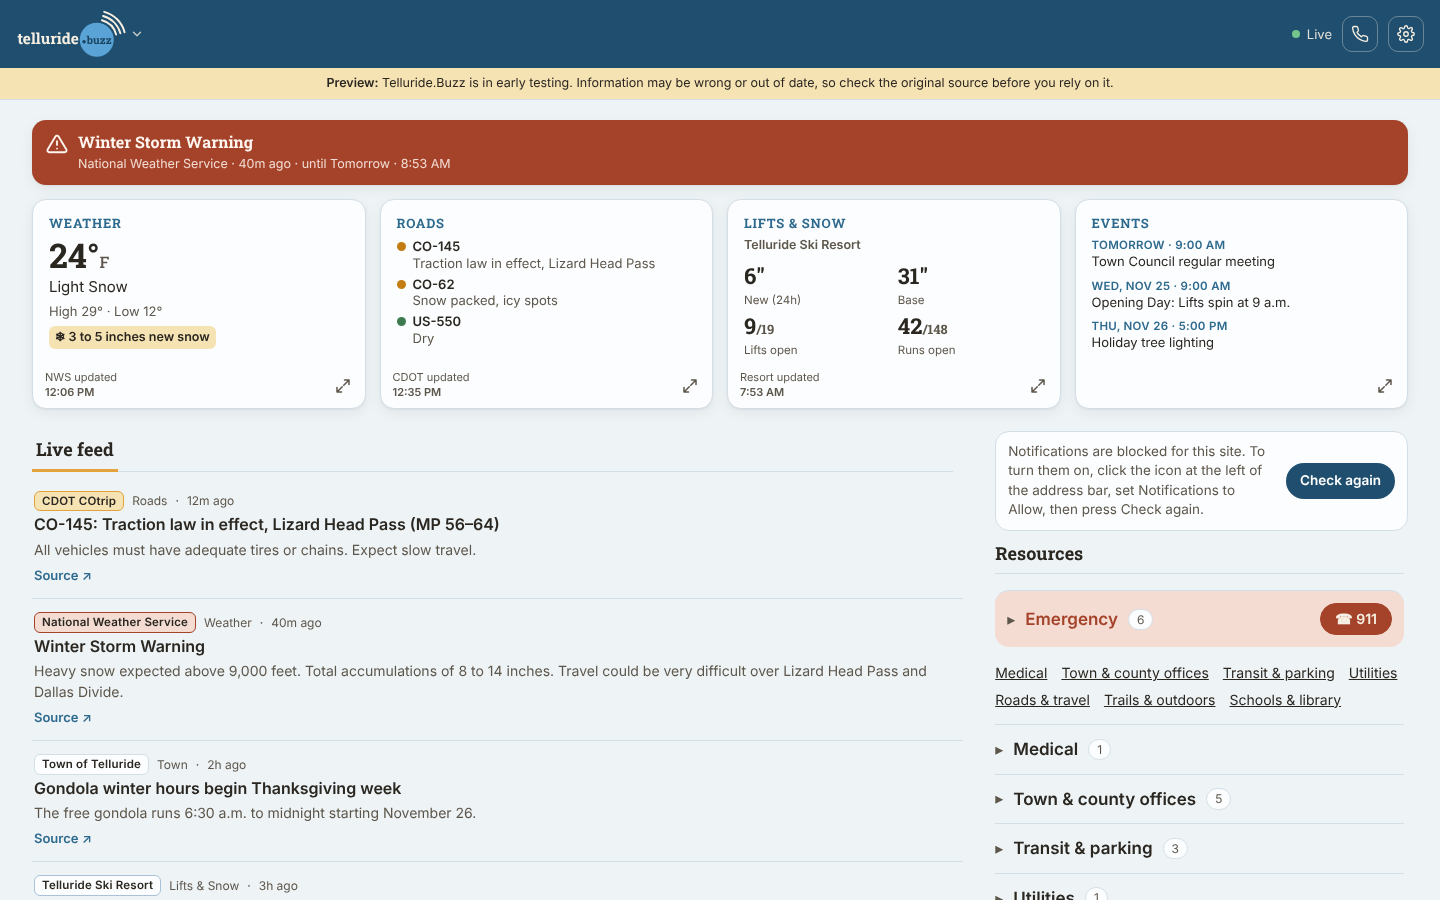 telluride.buzz
Live
Preview: Telluride.Buzz is in early testing. Information may be wrong or out of date, so check the original source before you rely on it.
Winter Storm Warning
National Weather Service · 40m ago · until Tomorrow · 8:53 AM
WEATHER
24°F
Light Snow
High 29° · Low 12°
❄ 3 to 5 inches new snow
NWS updated
12:06 PM
ROADS
CO-145
Traction law in effect, Lizard Head Pass
CO-62
Snow packed, icy spots
US-550
Dry
CDOT updated
12:35 PM
LIFTS & SNOW
Telluride Ski Resort
6″ 31″
New (24h) Base
9/19 42/148
Lifts open Runs open
Resort updated
7:53 AM
EVENTS
TOMORROW · 9:00 AM
Town Council regular meeting
WED, NOV 25 · 9:00 AM
Opening Day: Lifts spin at 9 a.m.
THU, NOV 26 · 5:00 PM
Holiday tree lighting
Live feed
CDOT COtrip Roads · 12m ago
CO-145: Traction law in effect, Lizard Head Pass (MP 56–64)
All vehicles must have adequate tires or chains. Expect slow travel.
Source ↗
National Weather Service Weather · 40m ago
Winter Storm Warning
Heavy snow expected above 9,000 feet. Total accumulations of 8 to 14 inches. Travel could be very difficult over Lizard Head Pass and
Dallas Divide.
Source ↗
Town of Telluride Town · 2h ago
Gondola winter hours begin Thanksgiving week
The free gondola runs 6:30 a.m. to midnight starting November 26.
Source ↗
Telluride Ski Resort Lifts & Snow · 3h ago
Notifications are blocked for this site. To
turn them on, click the icon at the left of
the address bar, set Notifications to
Allow, then press Check again.
Check again
Resources
▸ Emergency 6 ☎ 911
Medical Town & county offices Transit & parking Utilities
Roads & travel Trails & outdoors Schools & library
▸ Medical 1
▸ Town & county offices 5
▸ Transit & parking 3
▸ Utilities 1